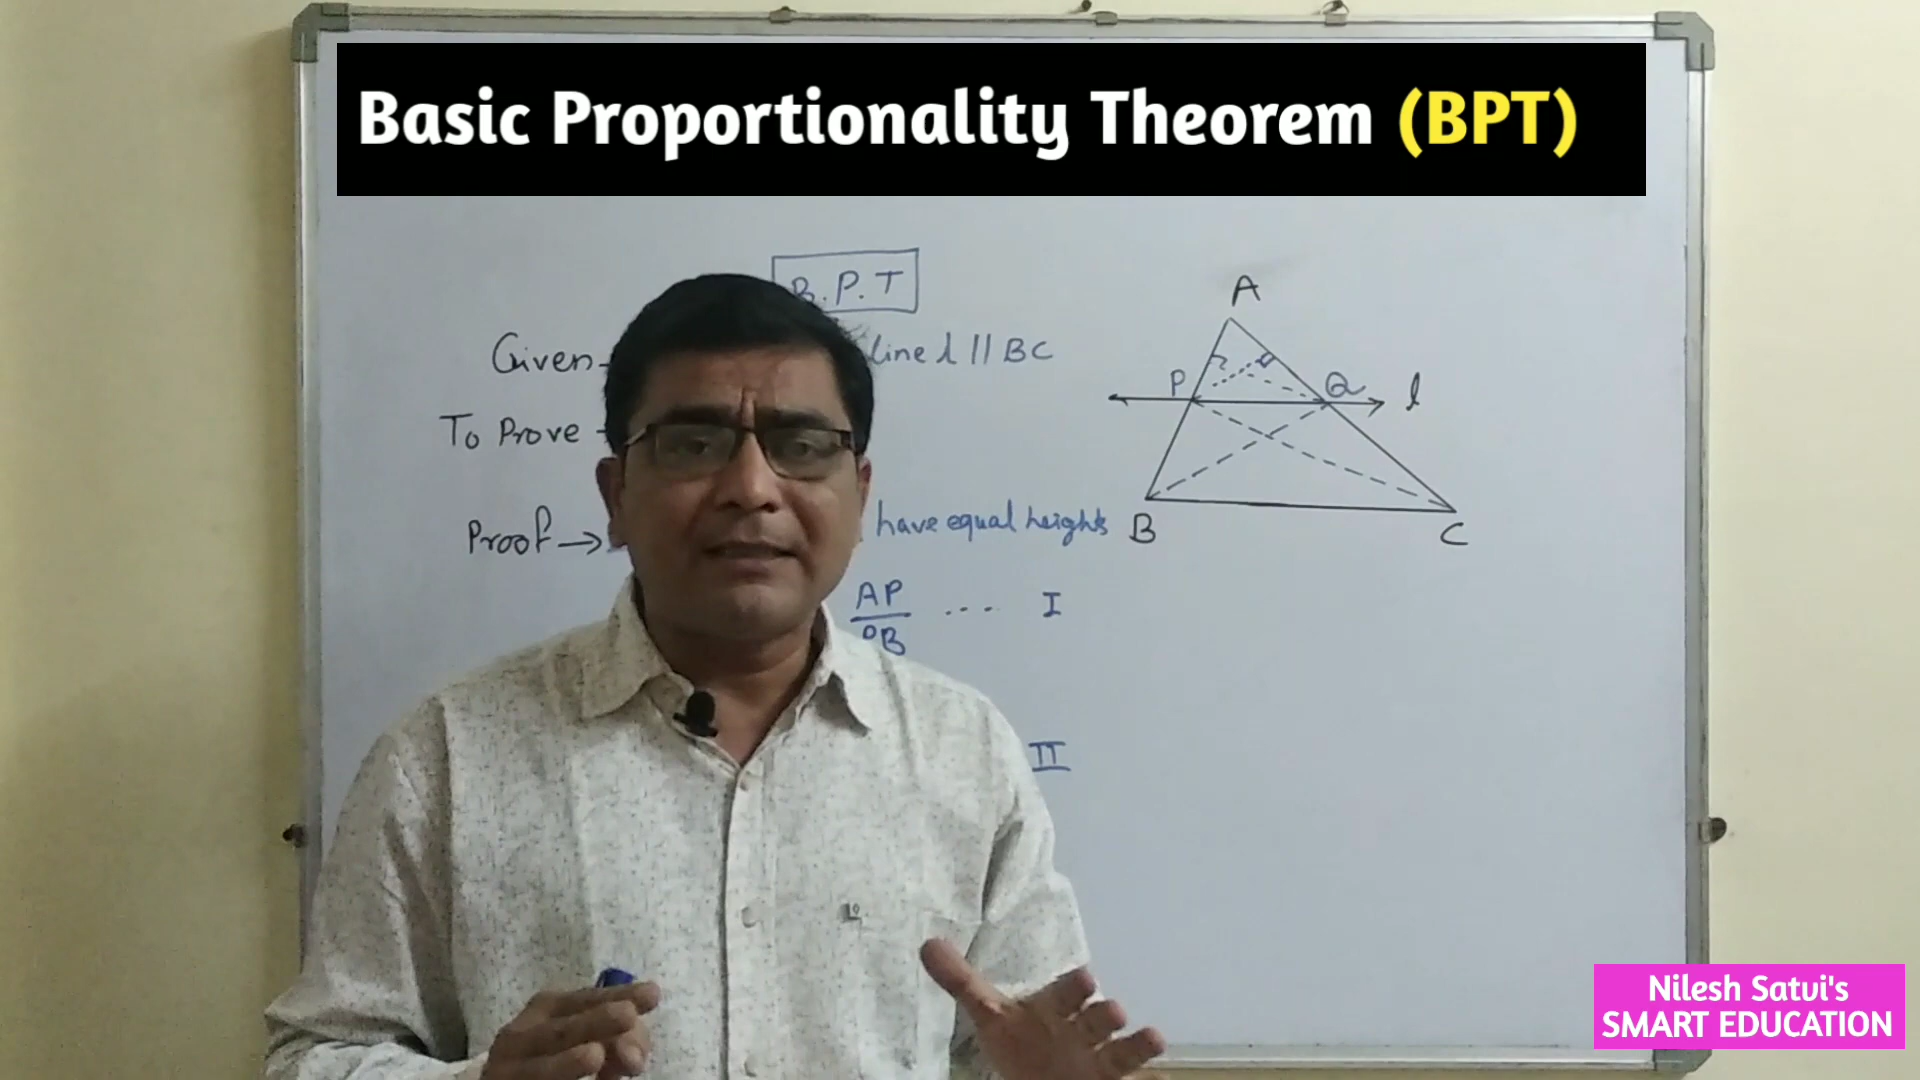 Basic Proportionality Theorem (BPT)
B.P.T
Given line l || BC
To Prove
Proof → have equal heights
AP
PB
.... I
II
A
P Q l
B C
Nilesh Satvi's
SMART EDUCATION